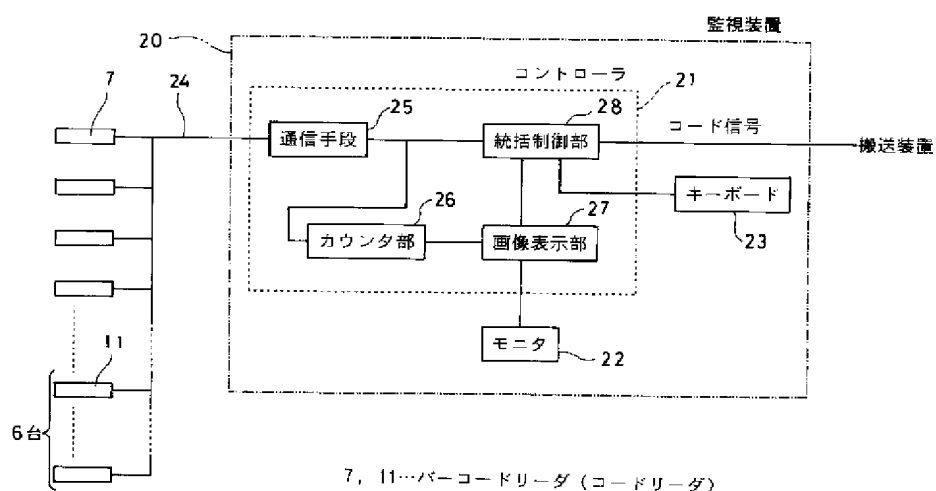 監視装置
20
コントローラ
21
7
24
25
28
コード信号
通信手段
統括制御部
搬送装置
26
27
キーボード
23
カウンタ部
画像表示部
モニタ
22
11
6台
7, 11…バーコードリーダ (コードリーダ)